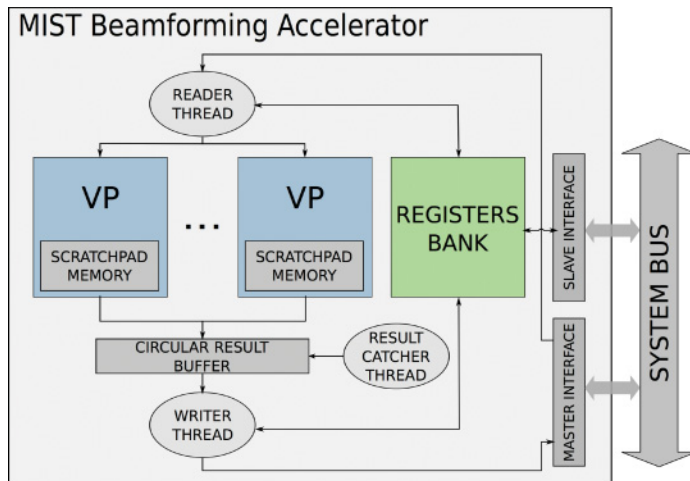 MIST Beamforming Accelerator
READER
THREAD
VP
SCRATCHPAD
MEMORY
...
VP
SCRATCHPAD
MEMORY
REGISTERS
BANK
SLAVE INTERFACE
SYSTEM BUS
CIRCULAR RESULT
BUFFER
RESULT
CATCHER
THREAD
WRITER
THREAD
MASTER INTERFACE